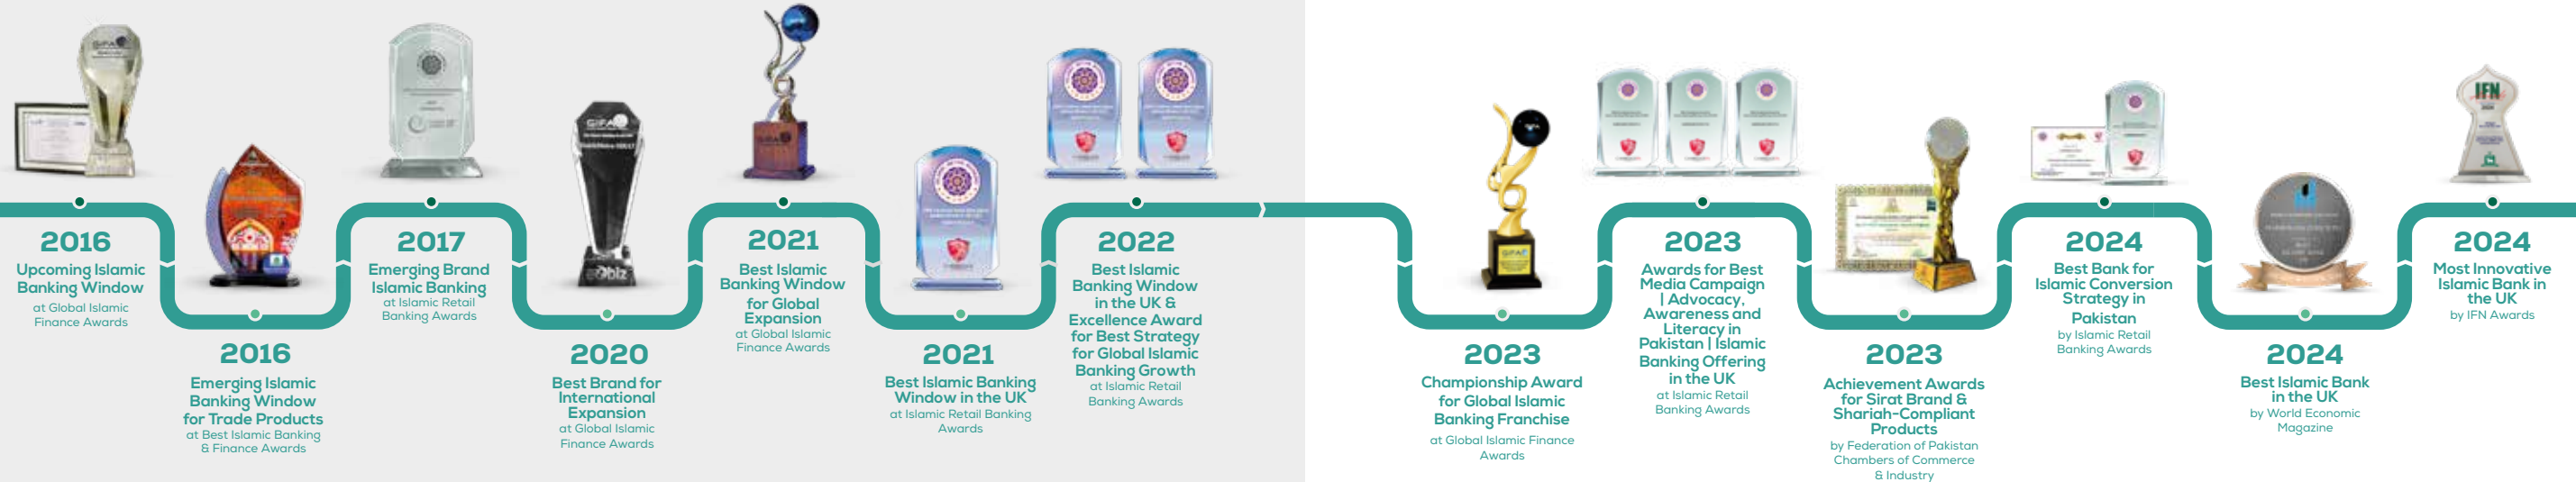 2016
Upcoming Islamic
Banking Window
at Global Islamic
Finance Awards
2016
Emerging Islamic
Banking Window
for Trade Products
at Best Islamic Banking
& Finance Awards
2017
Emerging Brand
Islamic Banking
at Islamic Retail
Banking Awards
GIFA
2020
Best Brand for
International
Expansion
at Global Islamic
Finance Awards
2021
Best Islamic
Banking Window
for Global
Expansion
at Global Islamic
Finance Awards
2021
Best Islamic Banking
Window in the UK
at Islamic Retail Banking
Awards
2022
Best Islamic
Banking Window
in the UK &
Excellence Award
for Best Strategy
for Global Islamic
Banking Growth
at Islamic Retail
Banking Awards
2023
Championship Award
for Global Islamic
Banking Franchise
at Global Islamic Finance
Awards
2023
Awards for Best
Media Campaign
| Advocacy,
Awareness and
Literacy in
Pakistan | Islamic
Banking Offering
in the UK
at Islamic Retail
Banking Awards
2023
Achievement Awards
for Sirat Brand &
Shariah-Compliant
Products
by Federation of Pakistan
Chambers of Commerce
& Industry
2024
Best Bank for
Islamic Conversion
Strategy in
Pakistan
by Islamic Retail
Banking Awards
2024
Best Islamic Bank
in the UK
by World Economic
Magazine
IFN
2024
Most Innovative
Islamic Bank in
the UK
by IFN Awards